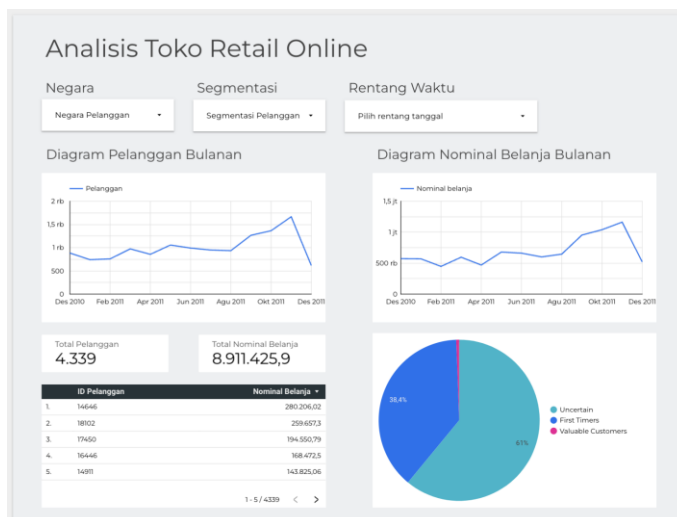 Analisis Toko Retail Online
Negara
Segmentasi
Rentang Waktu
Negara Pelanggan
Segmentasi Pelanggan
Pilih rentang tanggal
Diagram Pelanggan Bulanan
Diagram Nominal Belanja Bulanan
Pelanggan
2 rb
1,5 rb
1 rb
500
0
Des 2010 Feb 2011 Apr 2011 Jun 2011 Agu 2011 Okt 2011 Des 2011
Nominal belanja
1,5 jt
1 jt
500 rb
0
Des 2010 Feb 2011 Apr 2011 Jun 2011 Agu 2011 Okt 2011 Des 2011
Total Pelanggan
4.339
Total Nominal Belanja
8.911.425,9
ID Pelanggan Nominal Belanja
1. 14646 280.206,02
2. 18102 259.657,3
3. 17450 194.550,79
4. 16446 168.472,5
5. 14911 143.825,06
1 - 5 / 4339
38,4%
61%
Uncertain
First Timers
Valuable Customers